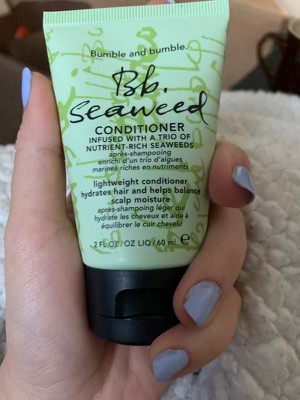 Bumble and bumble.
Bb.
Seaweed
CONDITIONER
INFUSED WITH A TRIO OF
NUTRIENT-RICH SEAWEEDS
après-shampooing
enrichi d'un trio d'algues
marines riches en nutriments
lightweight conditioner,
hydrates hair and helps balance
scalp moisture
après-shampooing léger qui
hydrate les cheveux et aide à
équilibrer le cuir chevelu
2 FL OZ/OZ LIQ/60 ml ℮